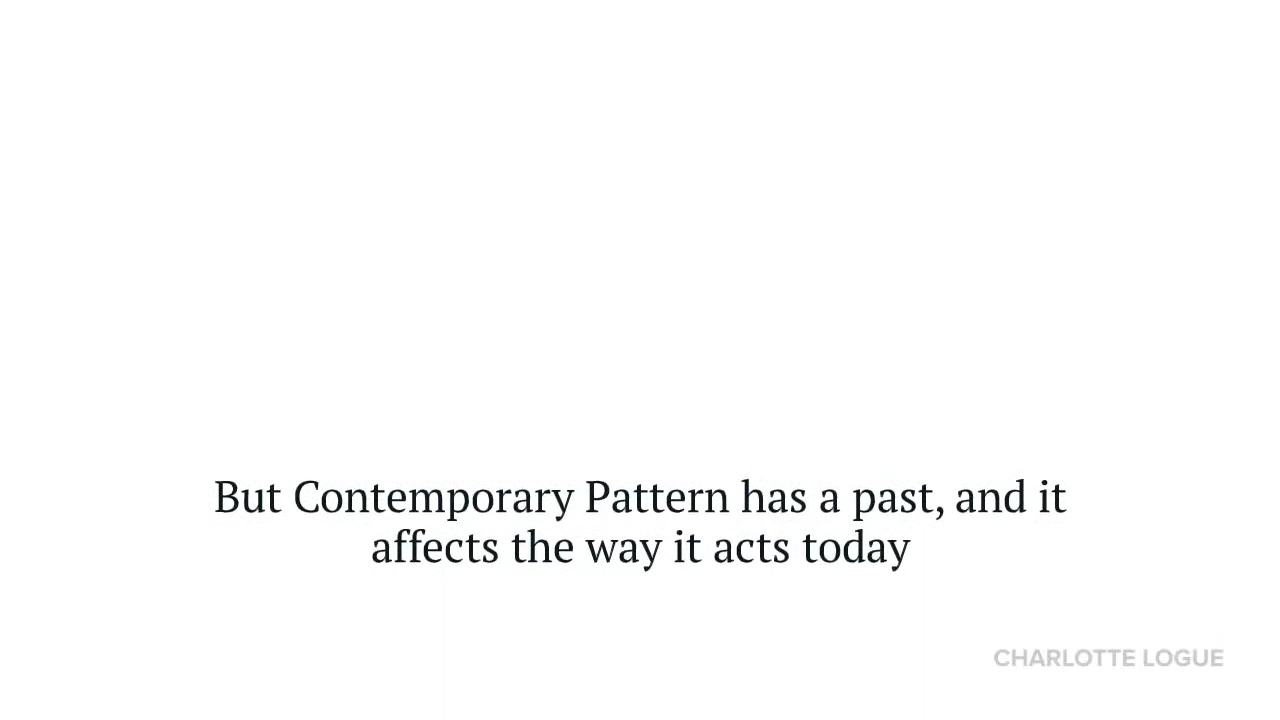 But Contemporary Pattern has a past, and it
affects the way it acts today
CHARLOTTE LOGUE